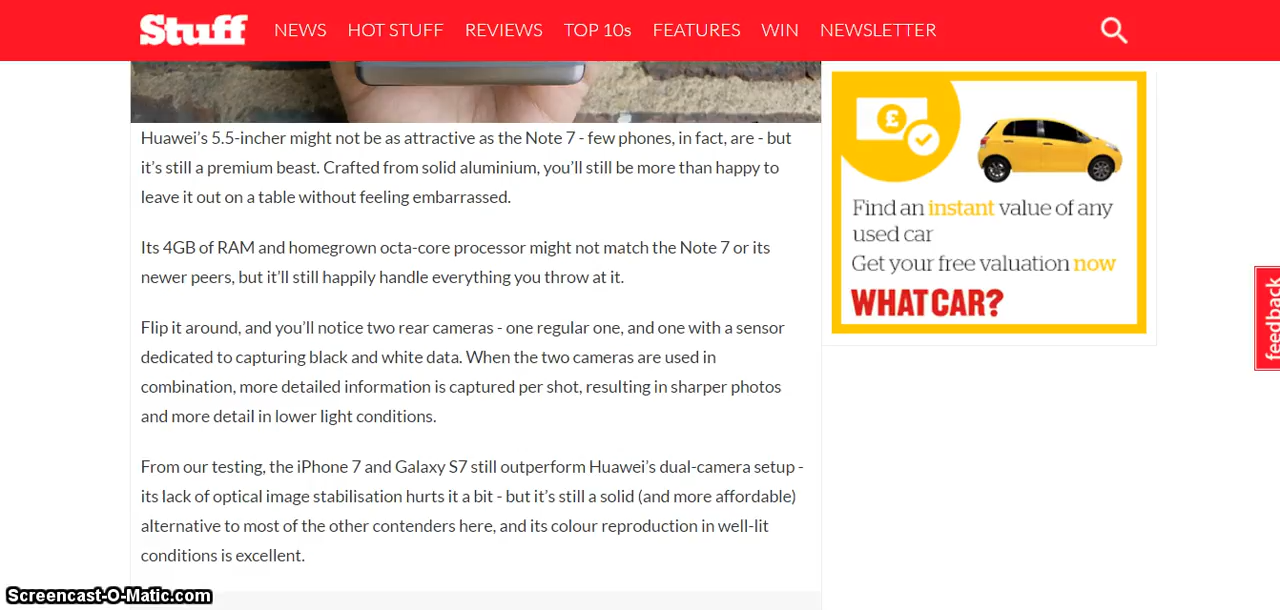 Stuff NEWS HOT STUFF REVIEWS TOP 10s FEATURES WIN NEWSLETTER
Huawei’s 5.5-incher might not be as attractive as the Note 7 - few phones, in fact, are - but
it’s still a premium beast. Crafted from solid aluminium, you’ll still be more than happy to
leave it out on a table without feeling embarrassed.
Its 4GB of RAM and homegrown octa-core processor might not match the Note 7 or its
newer peers, but it’ll still happily handle everything you throw at it.
Flip it around, and you’ll notice two rear cameras - one regular one, and one with a sensor
dedicated to capturing black and white data. When the two cameras are used in
combination, more detailed information is captured per shot, resulting in sharper photos
and more detail in lower light conditions.
From our testing, the iPhone 7 and Galaxy S7 still outperform Huawei’s dual-camera setup -
its lack of optical image stabilisation hurts it a bit - but it’s still a solid (and more affordable)
alternative to most of the other contenders here, and its colour reproduction in well-lit
conditions is excellent.
£
Find an instant value of any
used car
Get your free valuation now
WHATCAR?
feedback
Screencast-O-Matic.com